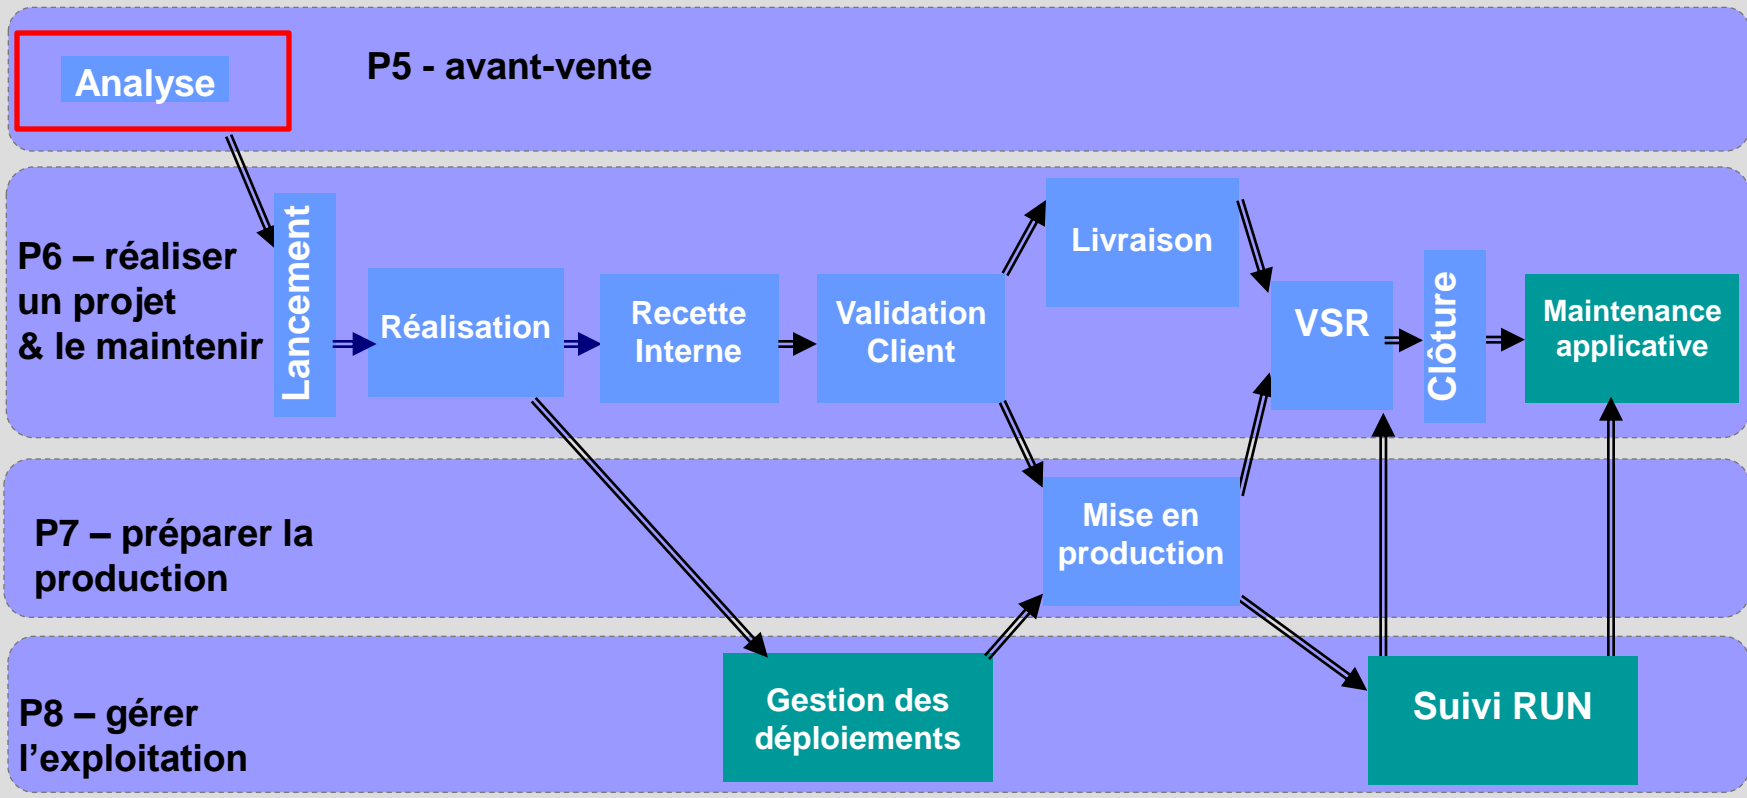 Analyse
P5 - avant-vente
P6 – réaliser
un projet
& le maintenir
Lancement
Réalisation
Recette
Interne
Validation
Client
Livraison
VSR
Clôture
Maintenance
applicative
P7 – préparer la
production
Mise en
production
P8 – gérer
l’exploitation
Gestion des
déploiements
Suivi RUN